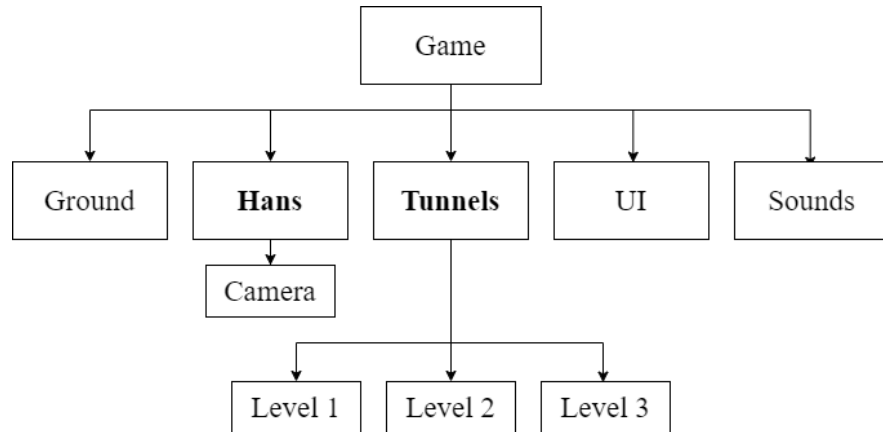 Game
Ground
Hans
Tunnels
UI
Sounds
Camera
Level 1
Level 2
Level 3